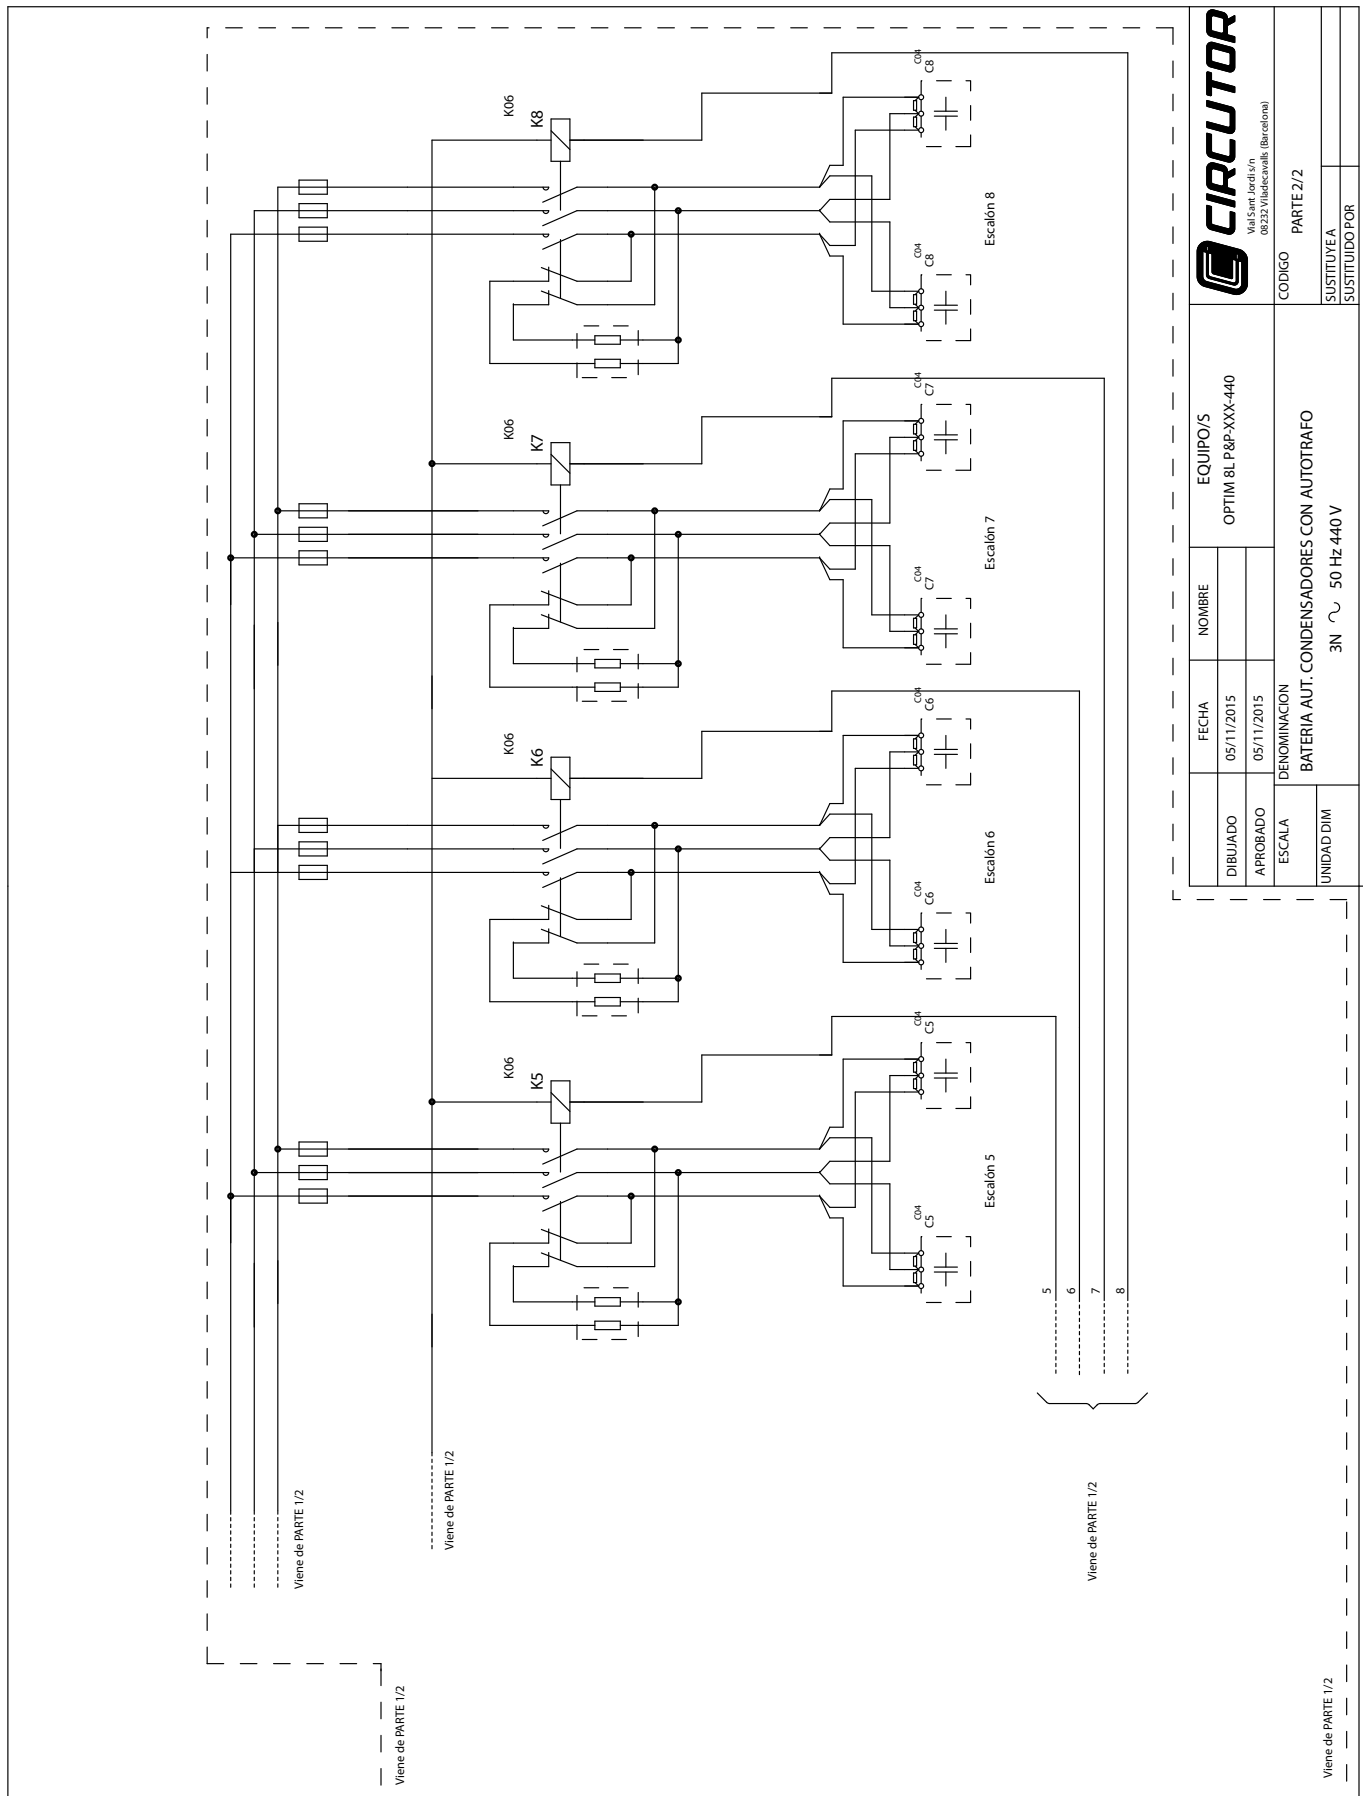 Viene de PARTE 1/2
Viene de PARTE 1/2
Viene de PARTE 1/2
K06
K5
K06
K6
K06
K7
K06
K8
C04
C5
C04
C5
C04
C6
C04
C6
C04
C7
C04
C7
C04
C8
C04
C8
Escalón 5
Escalón 6
Escalón 7
Escalón 8
5
6
7
8
Viene de PARTE 1/2
Viene de PARTE 1/2
FECHA
NOMBRE
EQUIPO/S
DIBUJADO
05/11/2015
OPTIM 8L P&P-XXX-440
APROBADO
05/11/2015
CIRCUTOR
Vial Sant Jordi s/n
08232 Viladecavalls (Barcelona)
ESCALA
DENOMINACION
BATERIA AUT. CONDENSADORES CON AUTOTRAFO
3N 50 Hz 440 V
CODIGO
PARTE 2/2
UNIDAD DIM
SUSTITUYE A
SUSTITUIDO POR